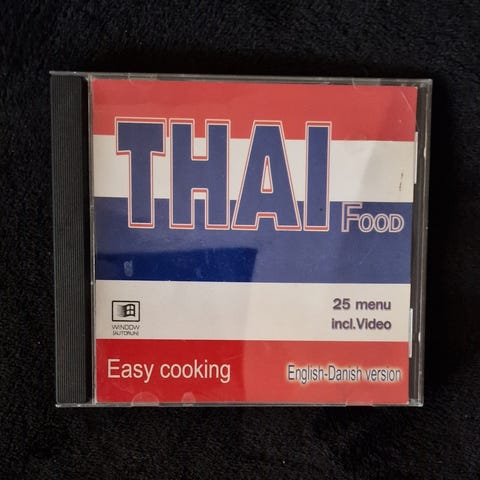 THAI
FOOD
25 menu
incl.Video
WINDOW
(AUTORUN)
Easy cooking
English-Danish version